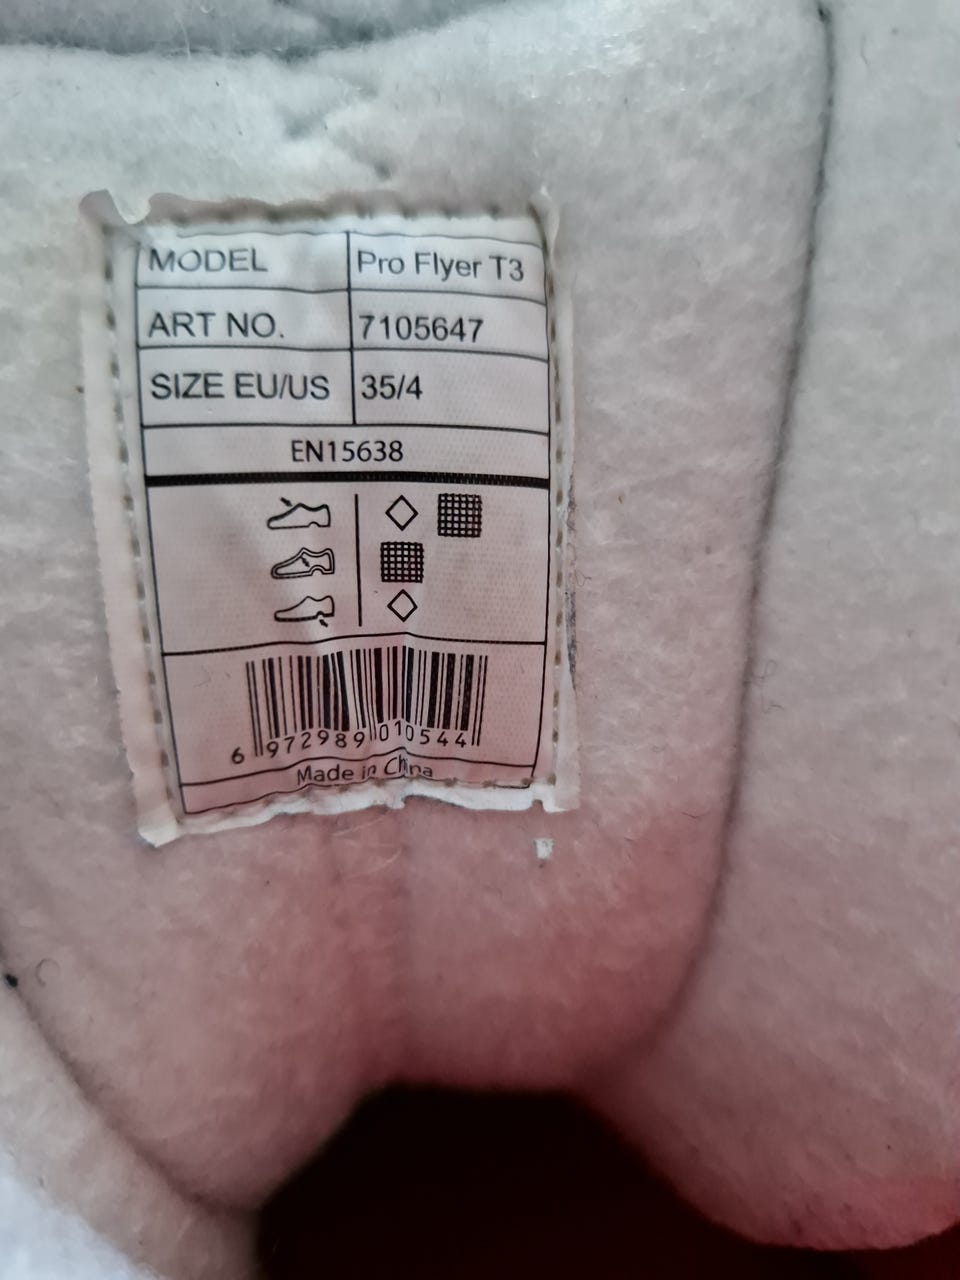 MODEL Pro Flyer T3
ART NO. 7105647
SIZE EU/US 35/4
EN15638
6 972989 010544
Made in China